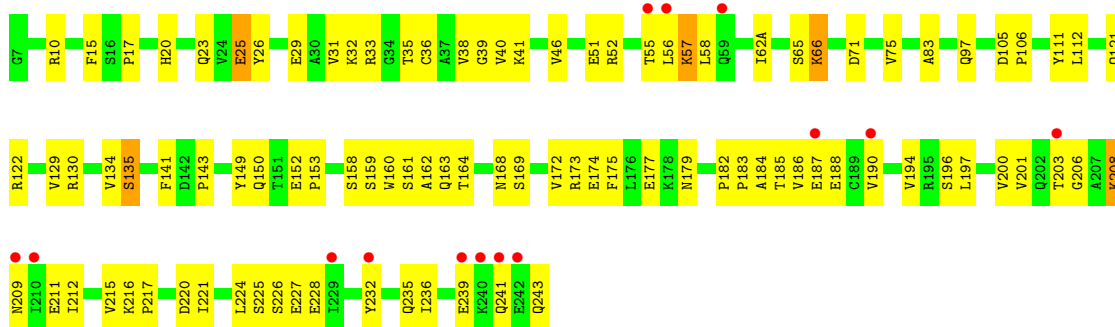 G7 R10 F15 S16 P17 H20 Q23 V24 E25 Y26 E29 A30 V31 K32 R33 G34 T35 C36 A37 V38 G39 V40 K41 V46 E51 R52 T55 L56 K57 L58 Q59 I62A S65 K66 D71 V75 A83 Q97 D105 P106 Y111 L112
R122 V129 R130 V134 S135 F141 D142 P143 Y149 Q150 T151 E152 P153 S158 S159 W160 S161 A162 Q163 T164 N168 S169 V172 R173 E174 F175 L176 E177 K178 N179 P182 P183 A184 T185 V186 E187 E188 C189 V190 V194 R195 S196 L197 V200 V201 Q202 T203 G206 A207 K208
N209 I210 E211 I212 V215 K216 P217 D220 I221 L224 S225 S226 E227 E228 I229 Y232 Q235 I236 E239 K240 Q241 E242 Q243